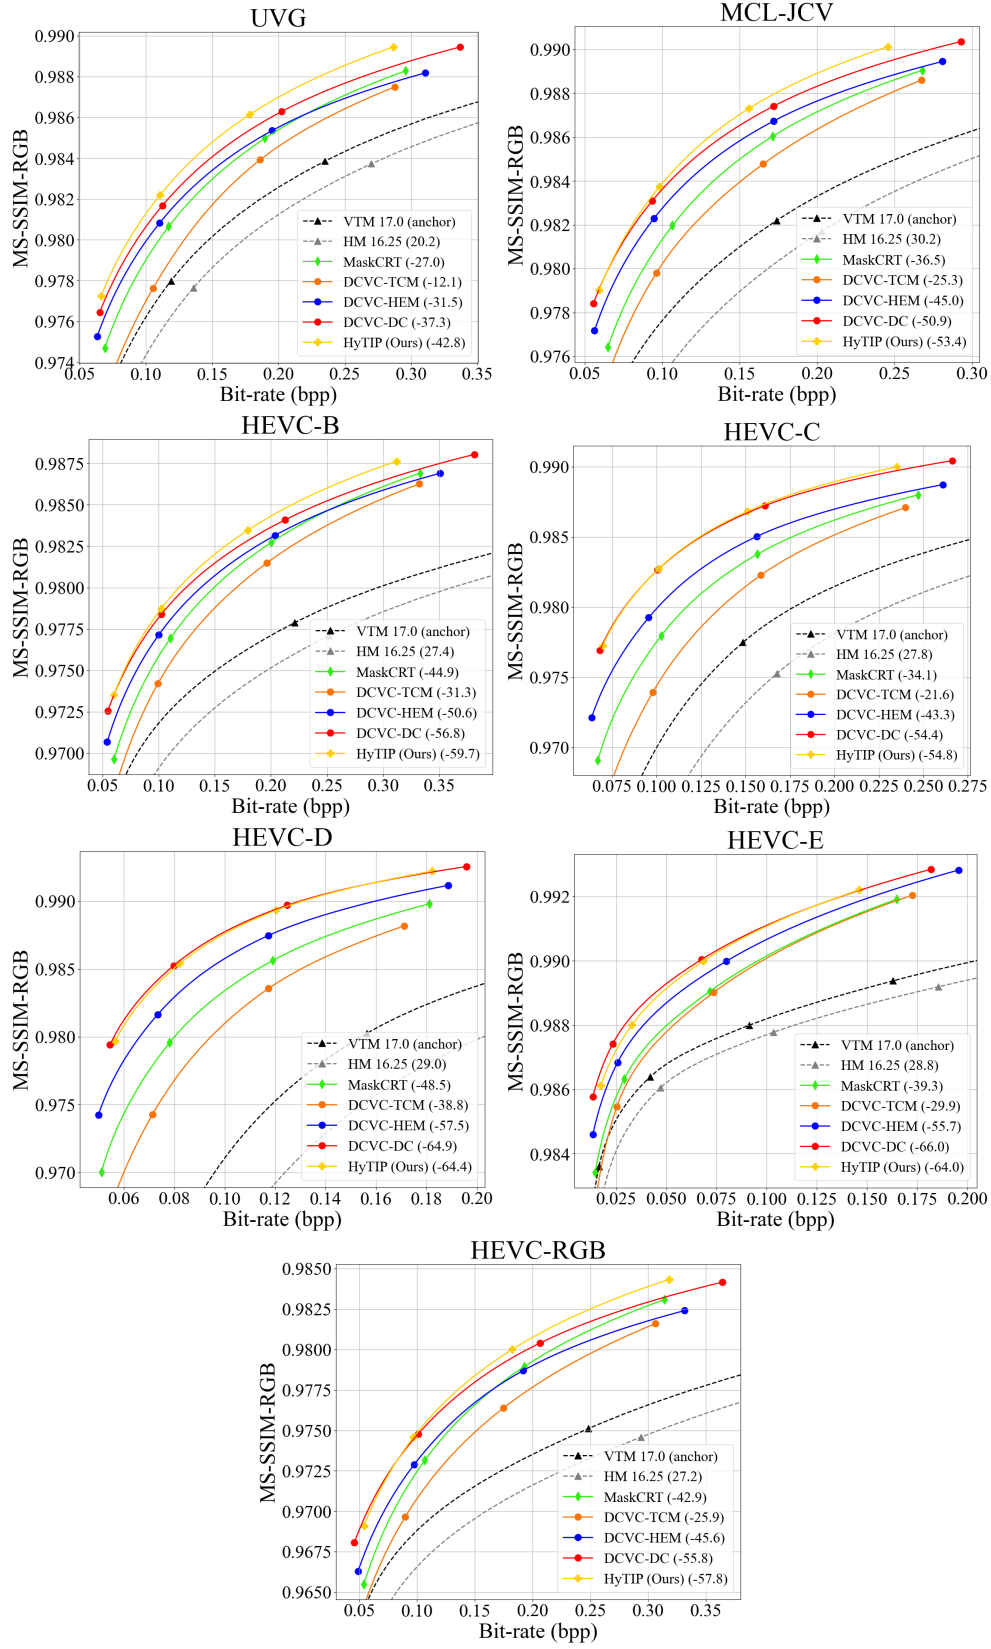 UVG
MS-SSIM-RGB
0.990
0.988
0.986
0.984
0.982
0.980
0.978
0.976
0.974
VTM 17.0 (anchor)
HM 16.25 (20.2)
MaskCRT (-27.0)
DCVC-TCM (-12.1)
DCVC-HEM (-31.5)
DCVC-DC (-37.3)
HyTIP (Ours) (-42.8)
0.05 0.10 0.15 0.20 0.25 0.30 0.35
Bit-rate (bpp)
MCL-JCV
MS-SSIM-RGB
0.990
0.988
0.986
0.984
0.982
0.980
0.978
0.976
VTM 17.0 (anchor)
HM 16.25 (30.2)
MaskCRT (-36.5)
DCVC-TCM (-25.3)
DCVC-HEM (-45.0)
DCVC-DC (-50.9)
HyTIP (Ours) (-53.4)
0.05 0.10 0.15 0.20 0.25 0.30
Bit-rate (bpp)
HEVC-B
MS-SSIM-RGB
0.9875
0.9850
0.9825
0.9800
0.9775
0.9750
0.9725
0.9700
VTM 17.0 (anchor)
HM 16.25 (27.4)
MaskCRT (-44.9)
DCVC-TCM (-31.3)
DCVC-HEM (-50.6)
DCVC-DC (-56.8)
HyTIP (Ours) (-59.7)
0.05 0.10 0.15 0.20 0.25 0.30 0.35
Bit-rate (bpp)
HEVC-C
MS-SSIM-RGB
0.990
0.985
0.980
0.975
0.970
VTM 17.0 (anchor)
HM 16.25 (27.8)
MaskCRT (-34.1)
DCVC-TCM (-21.6)
DCVC-HEM (-43.3)
DCVC-DC (-54.4)
HyTIP (Ours) (-54.8)
0.075 0.100 0.125 0.150 0.175 0.200 0.225 0.250 0.275
Bit-rate (bpp)
HEVC-D
MS-SSIM-RGB
0.990
0.985
0.980
0.975
0.970
VTM 17.0 (anchor)
HM 16.25 (29.0)
MaskCRT (-48.5)
DCVC-TCM (-38.8)
DCVC-HEM (-57.5)
DCVC-DC (-64.9)
HyTIP (Ours) (-64.4)
0.06 0.08 0.10 0.12 0.14 0.16 0.18 0.20
Bit-rate (bpp)
HEVC-E
MS-SSIM-RGB
0.992
0.990
0.988
0.986
0.984
VTM 17.0 (anchor)
HM 16.25 (28.8)
MaskCRT (-39.3)
DCVC-TCM (-29.9)
DCVC-HEM (-55.7)
DCVC-DC (-66.0)
HyTIP (Ours) (-64.0)
0.025 0.050 0.075 0.100 0.125 0.150 0.175 0.200
Bit-rate (bpp)
HEVC-RGB
MS-SSIM-RGB
0.9850
0.9825
0.9800
0.9775
0.9750
0.9725
0.9700
0.9675
0.9650
VTM 17.0 (anchor)
HM 16.25 (27.2)
MaskCRT (-42.9)
DCVC-TCM (-25.9)
DCVC-HEM (-45.6)
DCVC-DC (-55.8)
HyTIP (Ours) (-57.8)
0.05 0.10 0.15 0.20 0.25 0.30 0.35
Bit-rate (bpp)